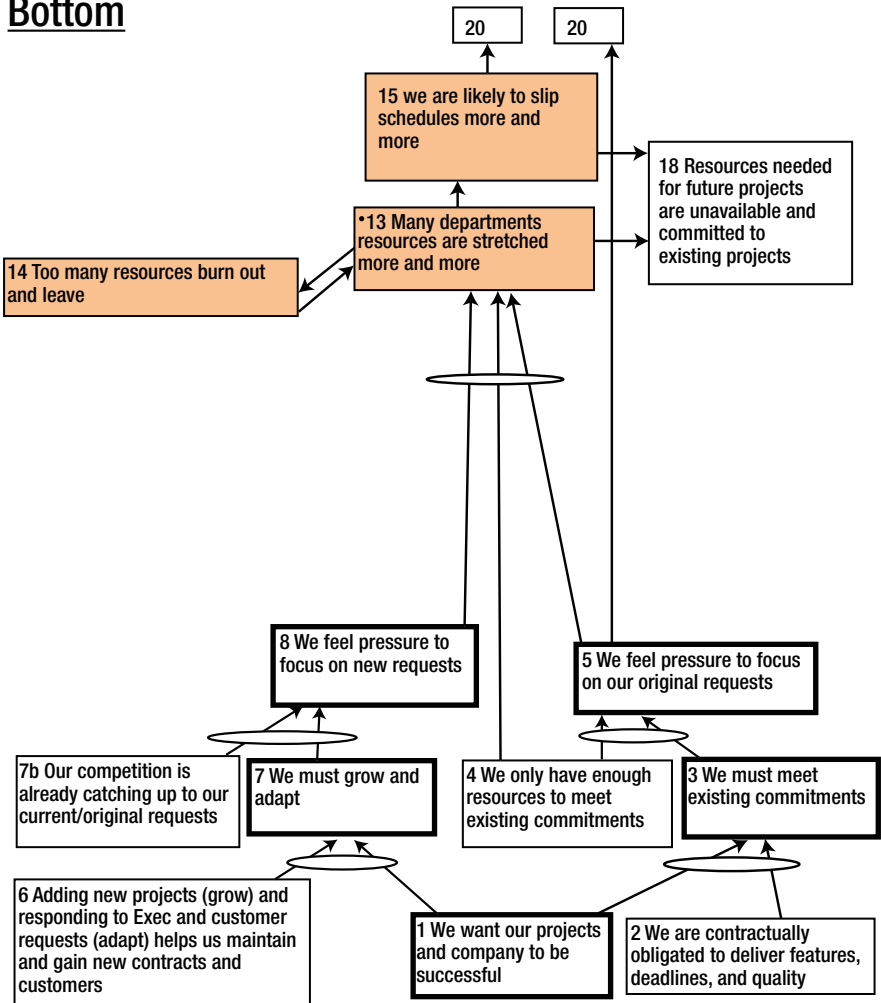 Bottom
20
20
15 we are likely to slip
schedules more and
more
18 Resources needed
for future projects
are unavailable and
committed to
existing projects
•13 Many departments
resources are stretched
more and more
14 Too many resources burn out
and leave
8 We feel pressure to
focus on new requests
5 We feel pressure to focus
on our original requests
7b Our competition is
already catching up to our
current/original requests
7 We must grow and
adapt
4 We only have enough
resources to meet
existing commitments
3 We must meet
existing commitments
6 Adding new projects (grow) and
responding to Exec and customer
requests (adapt) helps us maintain
and gain new contracts and
customers
1 We want our projects
and company to be
successful
2 We are contractually
obligated to deliver features,
deadlines, and quality